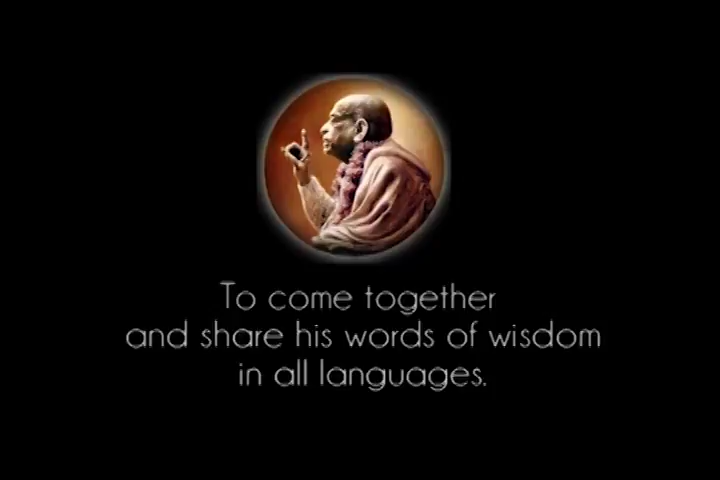 To come together
and share his words of wisdom
in all languages.